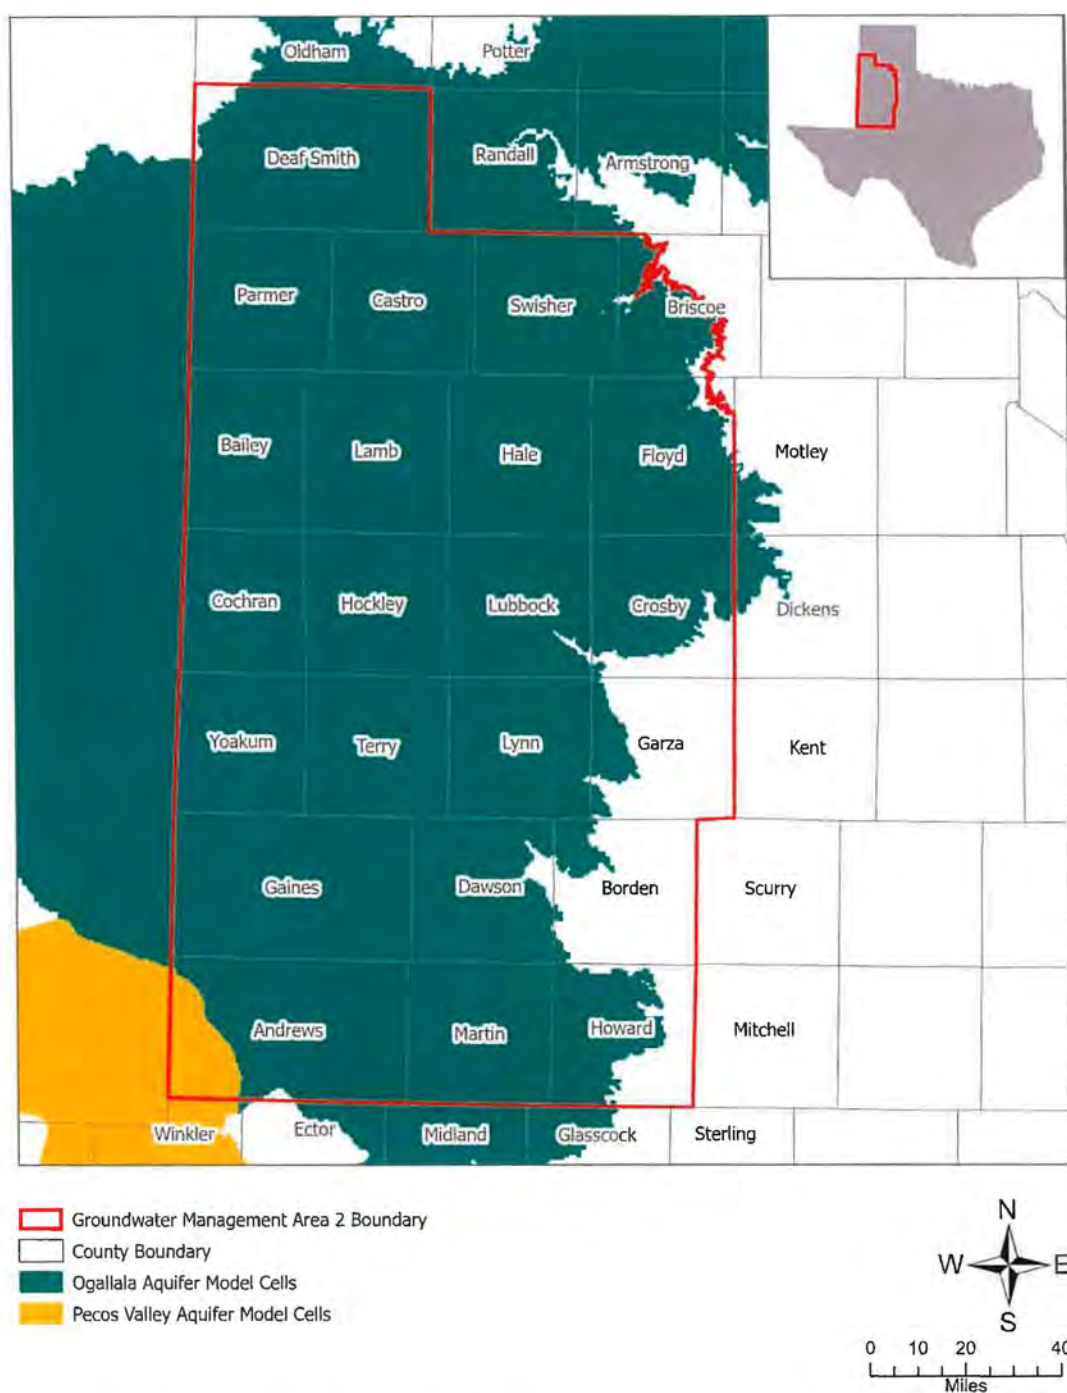 Oldham Potter
Deaf Smith Randall Armstrong
Parmer Castro Swisher Briscoe
Bailey Lamb Hale Floyd Motley
Cochran Hockley Lubbock Crosby Dickens
Yoakum Terry Lynn Garza Kent
Gaines Dawson Borden Scurry
Andrews Martin Howard Mitchell
Winkler Ector Midland Glasscock Sterling
Groundwater Management Area 2 Boundary
County Boundary
Ogallala Aquifer Model Cells
Pecos Valley Aquifer Model Cells
N
W E
S
0 10 20 40
Miles